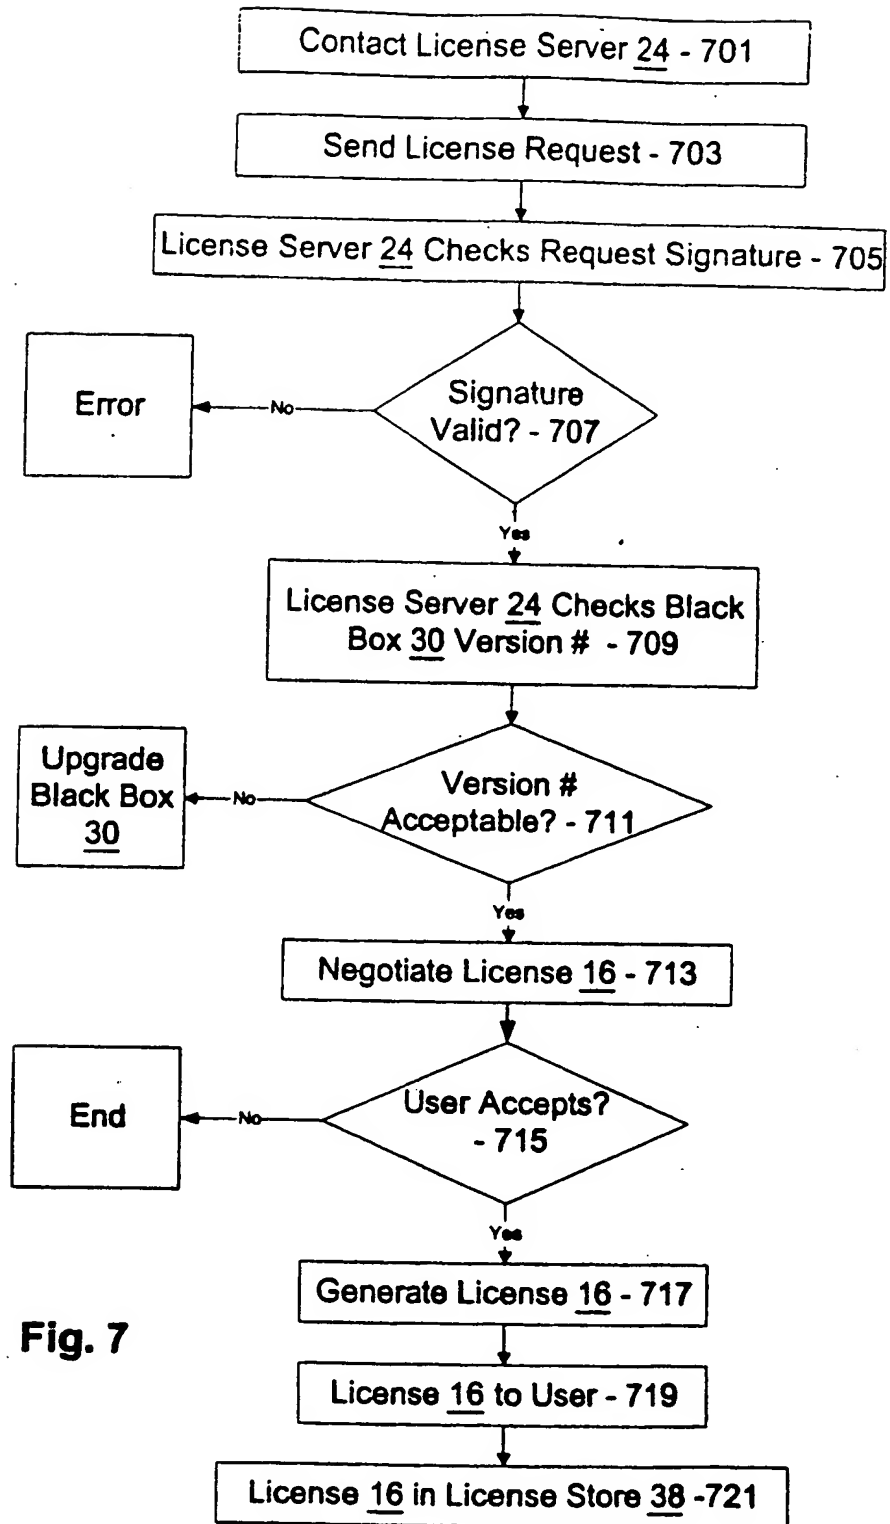 Contact License Server 24 - 701
Send License Request - 703
License Server 24 Checks Request Signature - 705
Error
No
Signature
Valid? - 707
Yes
License Server 24 Checks Black
Box 30 Version # - 709
Upgrade
Black Box
30
No
Version #
Acceptable? - 711
Yes
Negotiate License 16 - 713
End
No
User Accepts?
- 715
Yes
Generate License 16 - 717
Fig. 7
License 16 to User - 719
License 16 in License Store 38 -721